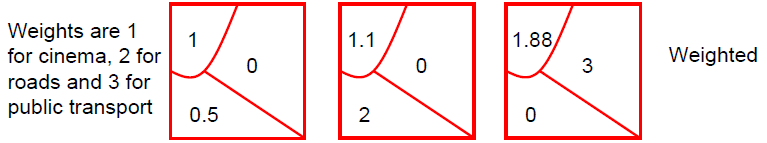 Weights are 1
for cinema, 2 for
roads and 3 for
public transport
1
0
0.5
1.1
0
2
1.88
3
0
Weighted